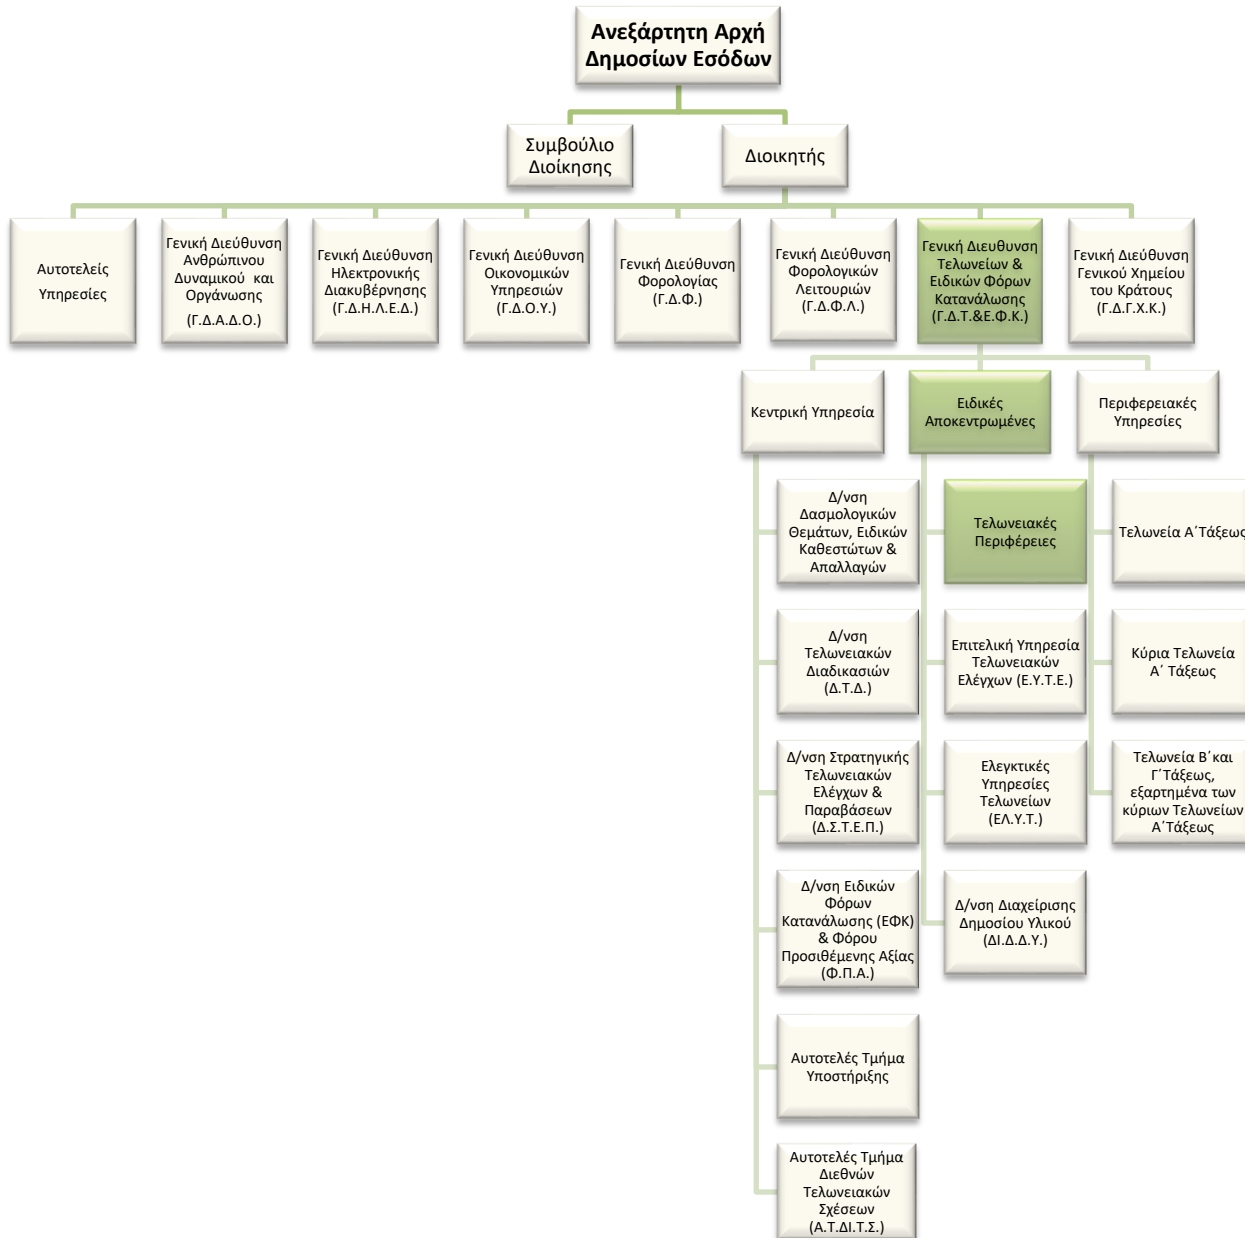 Ανεξάρτητη Αρχή
Δημοσίων Εσόδων
Συμβούλιο
Διοίκησης
Διοικητής
Αυτοτελείς
Υπηρεσίες
Γενική Διεύθυνση
Ανθρώπινου
Δυναμικού και
Οργάνωσης
(Γ.Δ.Α.Δ.Ο.)
Γενική Διεύθυνση
Ηλεκτρονικής
Διακυβέρνησης
(Γ.Δ.Η.Λ.Ε.Δ.)
Γενική Διεύθυνση
Οικονομικών
Υπηρεσιών
(Γ.Δ.Ο.Υ.)
Γενική Διεύθυνση
Φορολογίας
(Γ.Δ.Φ.)
Γενική Διεύθυνση
Φορολογικών
Λειτουριών
(Γ.Δ.Φ.Λ.)
Γενική Διευθυνση
Τελωνείων &
Ειδικών Φόρων
Κατανάλωσης
(Γ.Δ.Τ.&Ε.Φ.Κ.)
Γενική Διεύθυνση
Γενικού Χημείου
του Κράτους
(Γ.Δ.Γ.Χ.Κ.)
Κεντρική Υπηρεσία
Ειδικές
Αποκεντρωμένες
Περιφερειακές
Υπηρεσίες
Δ/νση
Δασμολογικών
Θεμάτων, Ειδικών
Καθεστώτων &
Απαλλαγών
Τελωνειακές
Περιφέρειες
Τελωνεία Α΄Τάξεως
Δ/νση
Τελωνειακών
Διαδικασιών
(Δ.Τ.Δ.)
Επιτελική Υπηρεσία
Τελωνειακών
Ελέγχων (Ε.Υ.Τ.Ε.)
Κύρια Τελωνεία
Α΄ Τάξεως
Δ/νση Στρατηγικής
Τελωνειακών
Ελέγχων &
Παραβάσεων
(Δ.Σ.Τ.Ε.Π.)
Ελεγκτικές
Υπηρεσίες
Τελωνείων
(ΕΛ.Υ.Τ.)
Τελωνεία Β΄και
Γ΄Τάξεως,
εξαρτημένα των
κύριων Τελωνείων
Α΄Τάξεως
Δ/νση Ειδικών
Φόρων
Κατανάλωσης (ΕΦΚ)
& Φόρου
Προσιθέμενης Αξίας
(Φ.Π.Α.)
Δ/νση Διαχείρισης
Δημοσίου Υλικού
(ΔΙ.Δ.Δ.Υ.)
Αυτοτελές Τμήμα
Υποστήριξης
Αυτοτελές Τμήμα
Διεθνών
Τελωνειακών
Σχέσεων
(Α.Τ.ΔΙ.Τ.Σ.)